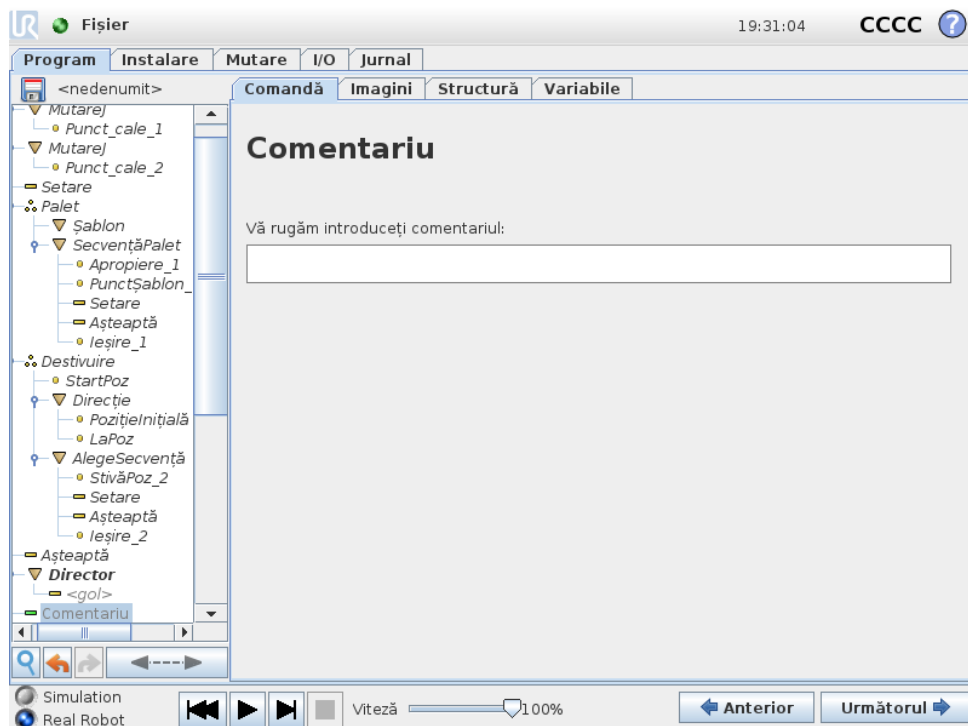 UR Fișier 19:31:04 CCCC ?
Program Instalare Mutare I/O Jurnal
<nedenumit>
Comandă Imagini Structură Variabile
MutareJ
Punct_cale_1
MutareJ
Punct_cale_2
Setare
Palet
Șablon
SecvențăPalet
Apropiere_1
PunctȘablon_
Setare
Așteaptă
Ieșire_1
Destivuire
StartPoz
Direcție
PozițieInițială
LaPoz
AlegeSecvență
StivăPoz_2
Setare
Așteaptă
Ieșire_2
Așteaptă
Director
<gol>
Comentariu
Comentariu
Vă rugăm introduceți comentariul:
Simulation
Real Robot
Viteză 100%
Anterior Următorul